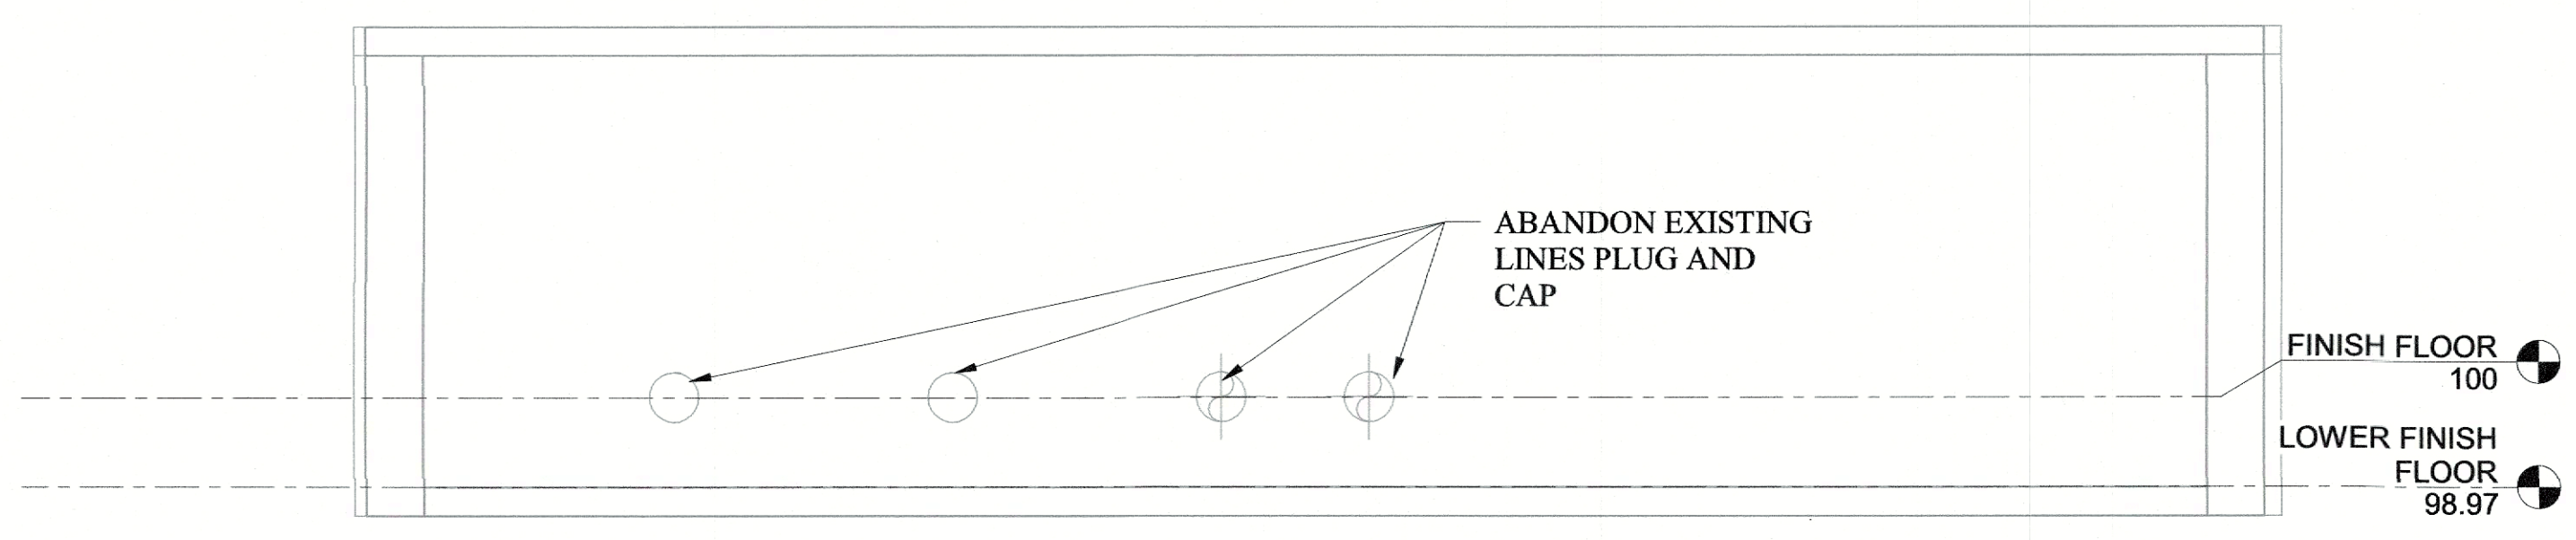 ABANDON EXISTING
LINES PLUG AND
CAP
FINISH FLOOR
100
LOWER FINISH
FLOOR
98.97